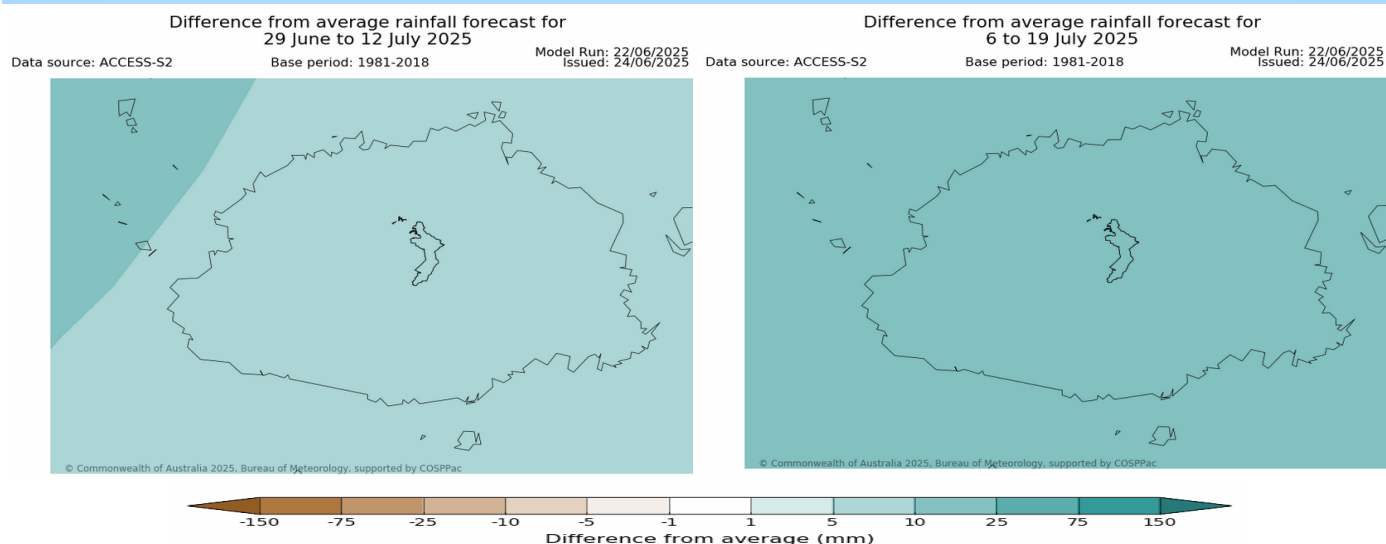 Difference from average rainfall forecast for
29 June to 12 July 2025
Model Run: 22/06/2025
Data source: ACCESS-S2 Base period: 1981-2018 Issued: 24/06/2025
© Commonwealth of Australia 2025, Bureau of Meteorology, supported by COSPPac
Difference from average rainfall forecast for
6 to 19 July 2025
Model Run: 22/06/2025
Data source: ACCESS-S2 Base period: 1981-2018 Issued: 24/06/2025
© Commonwealth of Australia 2025, Bureau of Meteorology, supported by COSPPac
-150 -75 -25 -10 -5 -1 1 5 10 25 75 150
Difference from average (mm)